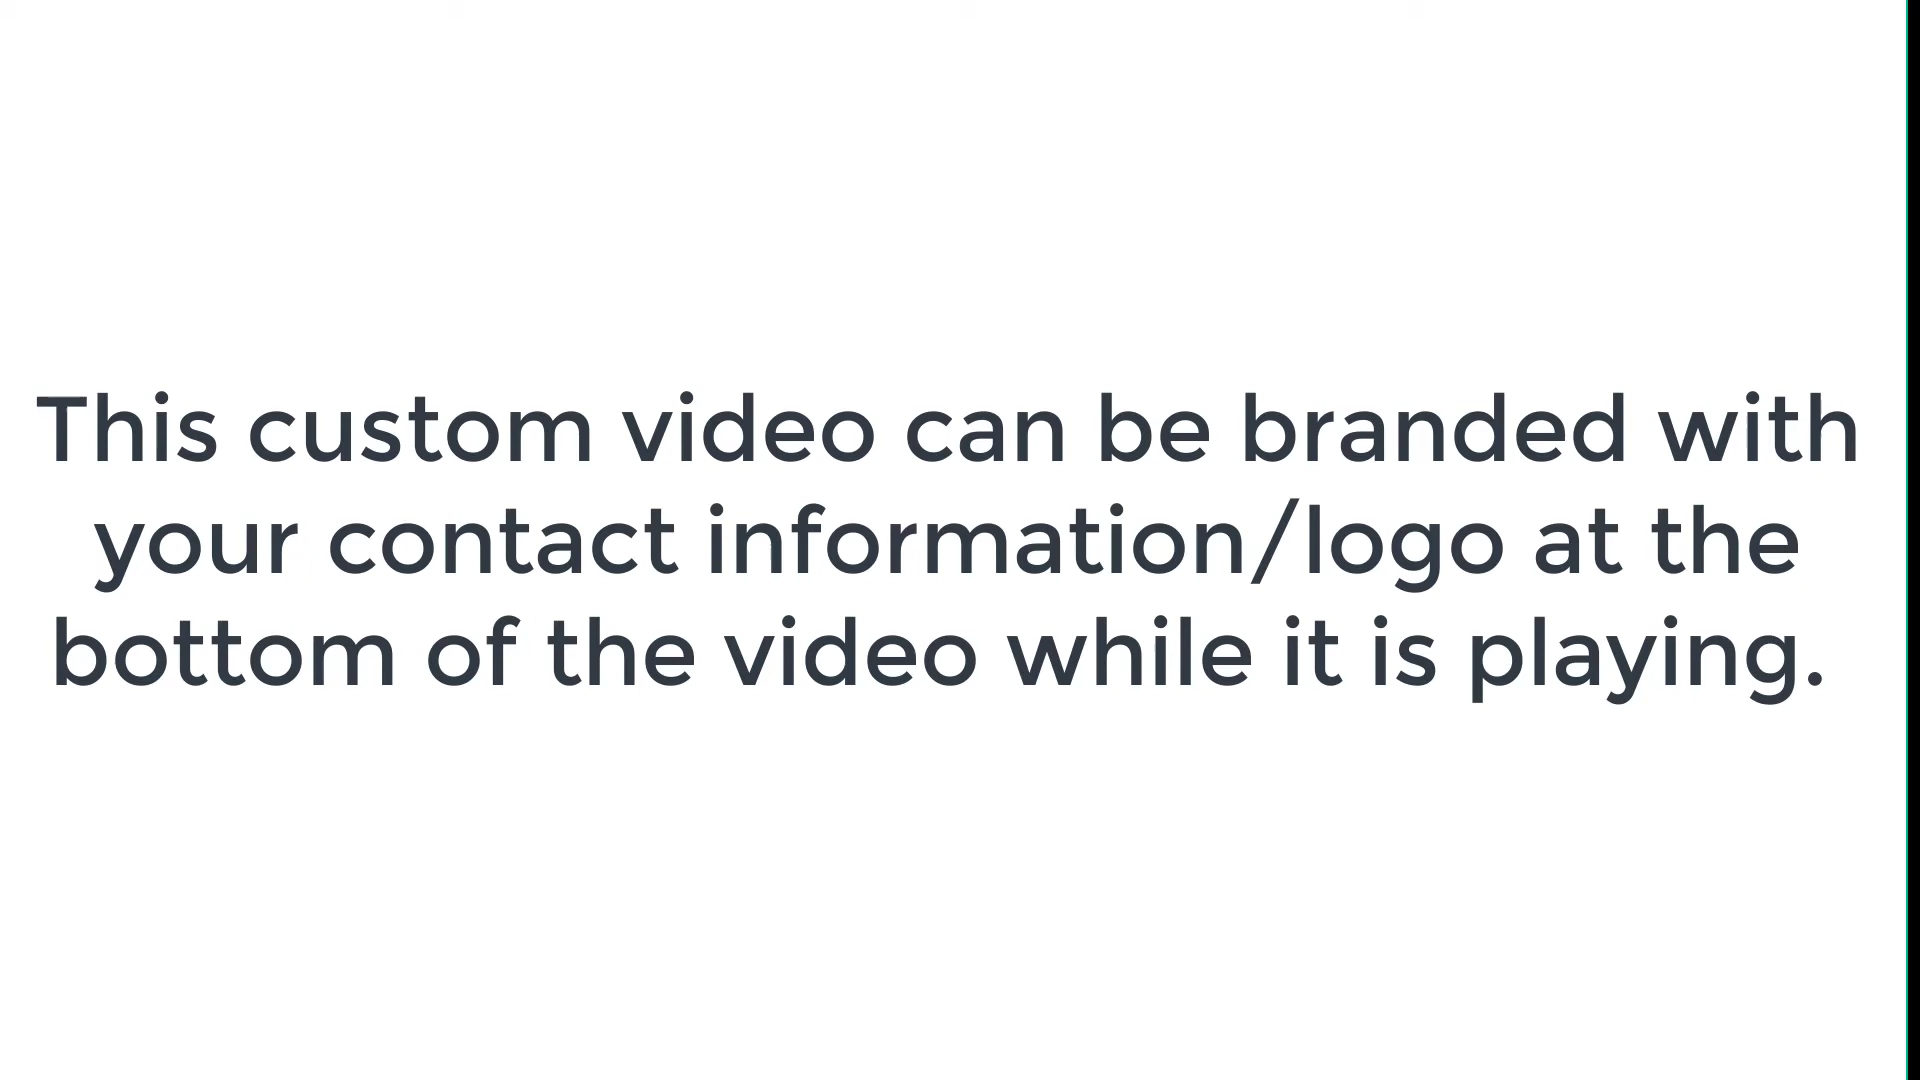 This custom video can be branded with
your contact information/logo at the
bottom of the video while it is playing.